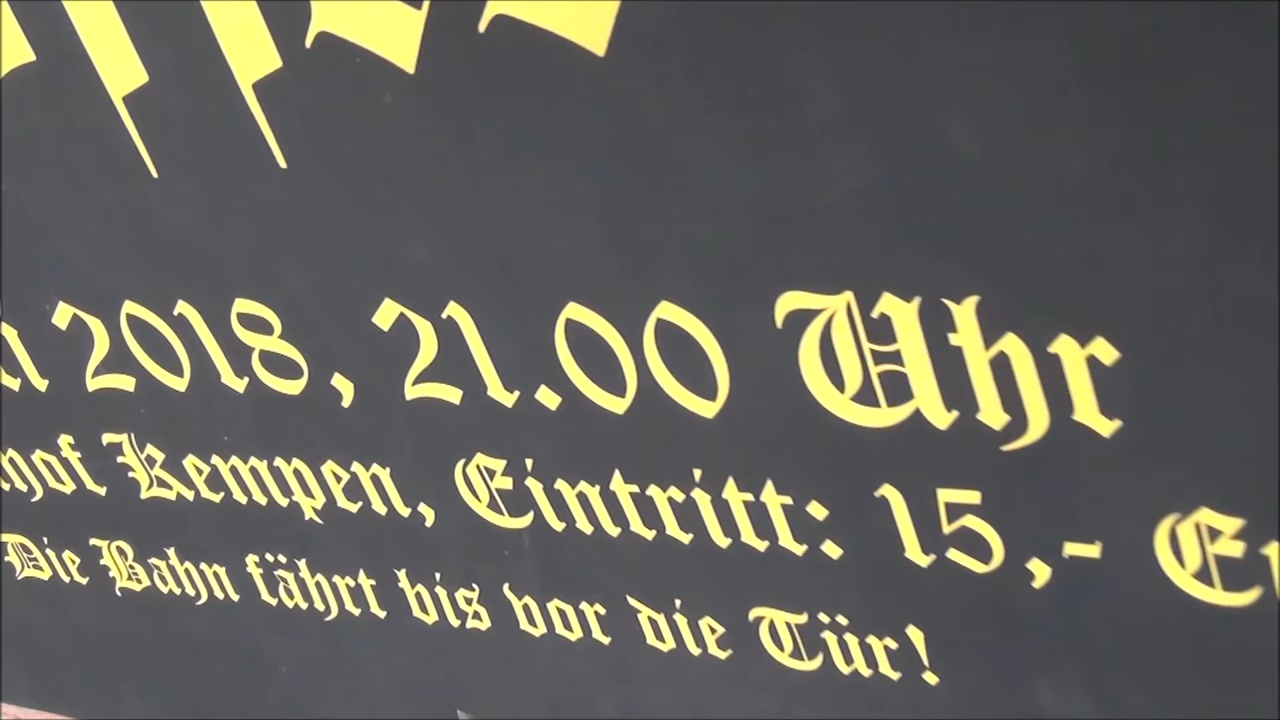 2018, 21.00 Uhr
Kempen, Eintritt: 15,-
Die Bahn fährt bis vor die Tür!